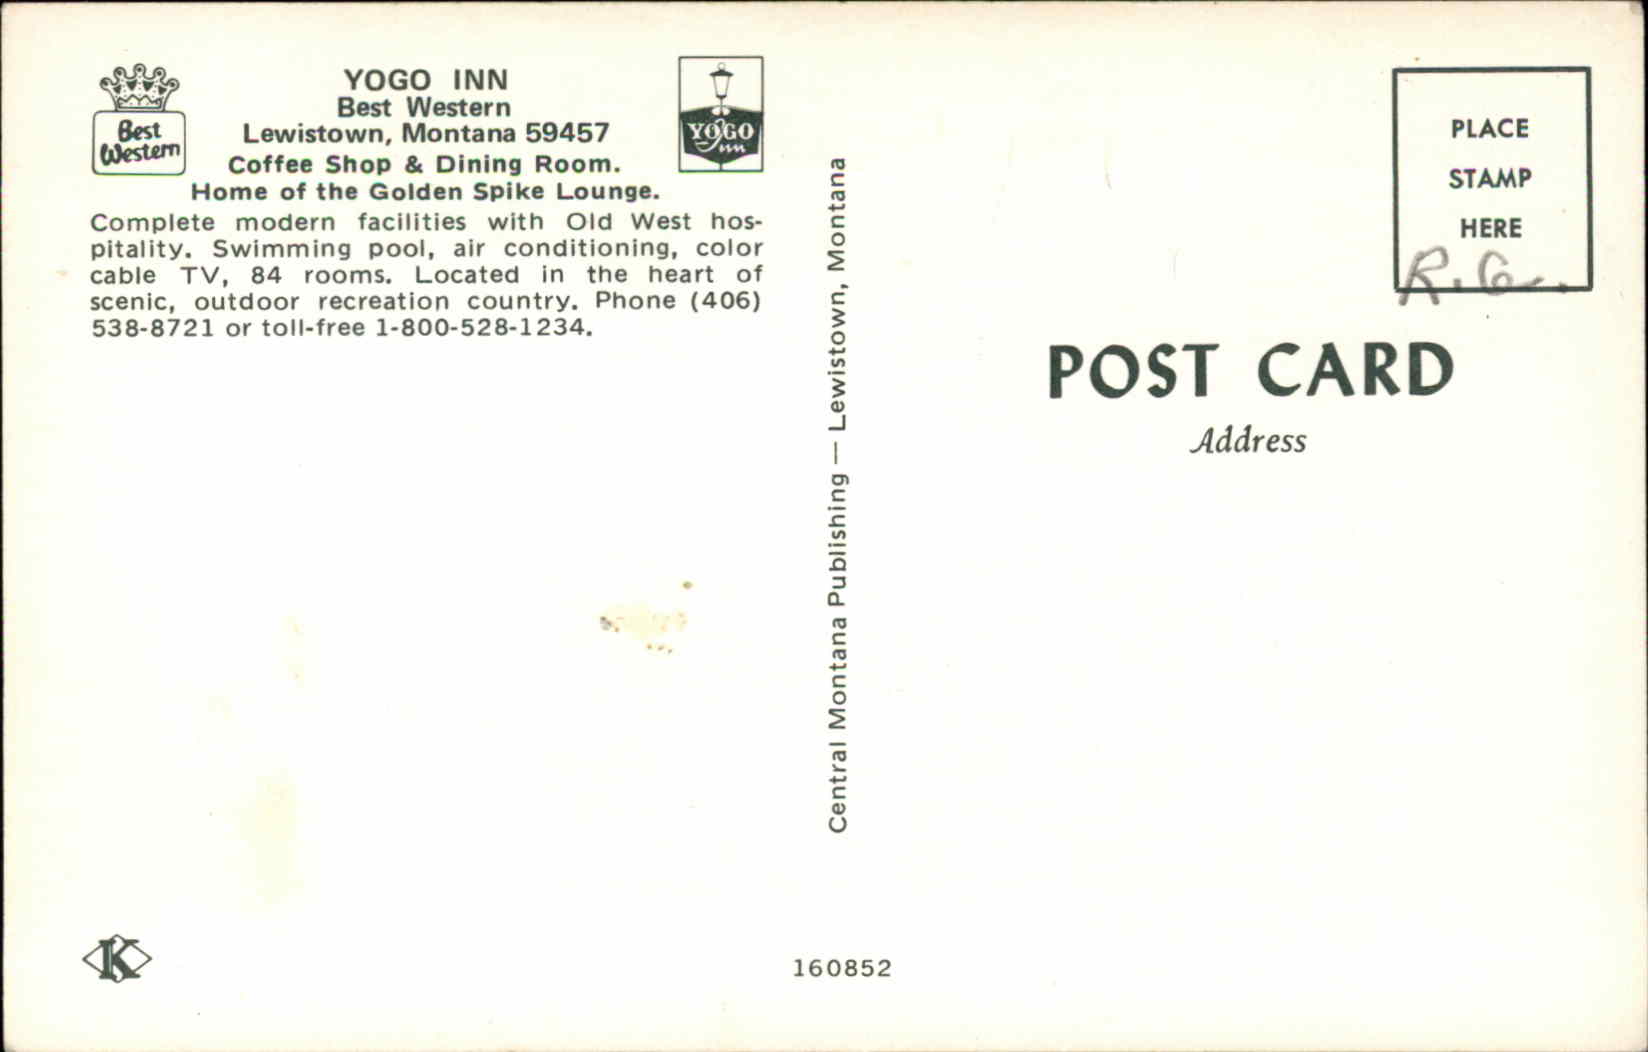 YOGO INN
Best Western
Lewistown, Montana 59457
Coffee Shop & Dining Room.
Home of the Golden Spike Lounge.
Best
Western
YOGO
Inn
Complete modern facilities with Old West hos-
pitality. Swimming pool, air conditioning, color
cable TV, 84 rooms. Located in the heart of
scenic, outdoor recreation country. Phone (406)
538-8721 or toll-free 1-800-528-1234.
K
Central Montana Publishing — Lewistown, Montana
160852
PLACE
STAMP
HERE
R.G.
POST CARD
Address